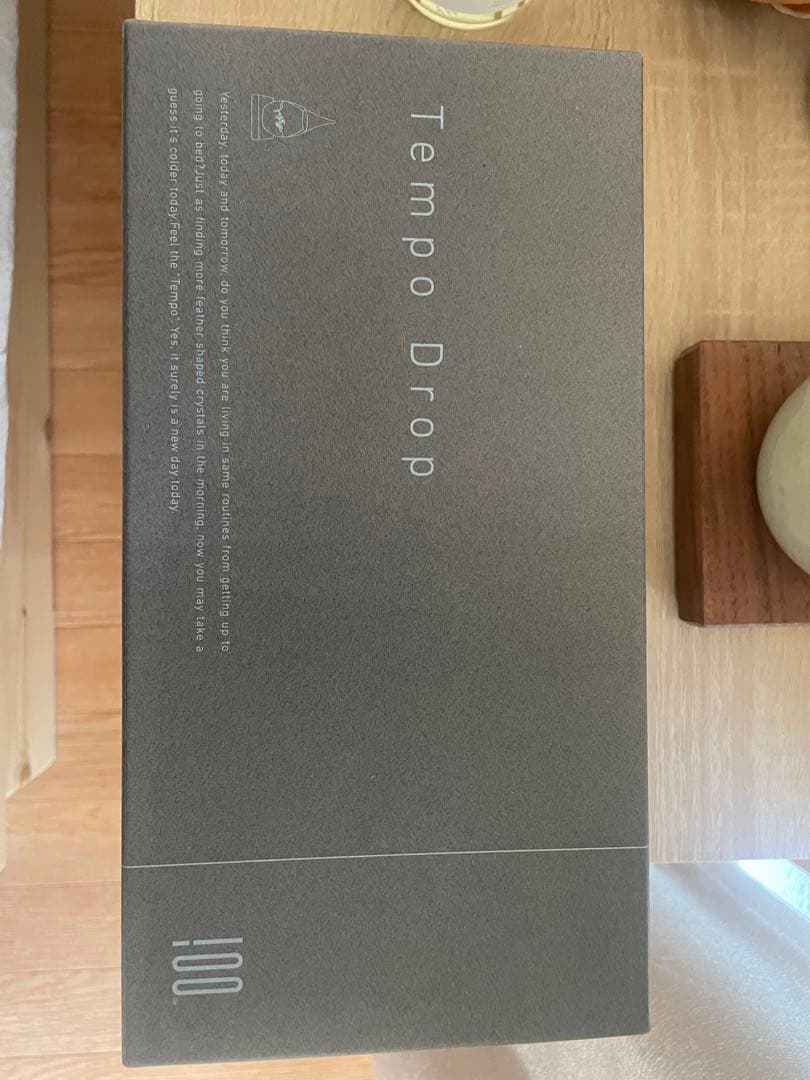 Tempo Drop
Yesterday, today and tomorrow, do you think you are living in same routines from getting up to
going to bed?Just as finding more feather shaped crystals in the morning, now you may take a
guess it's colder today.Feel the "Tempo". Yes, it surely is a new day today.
100